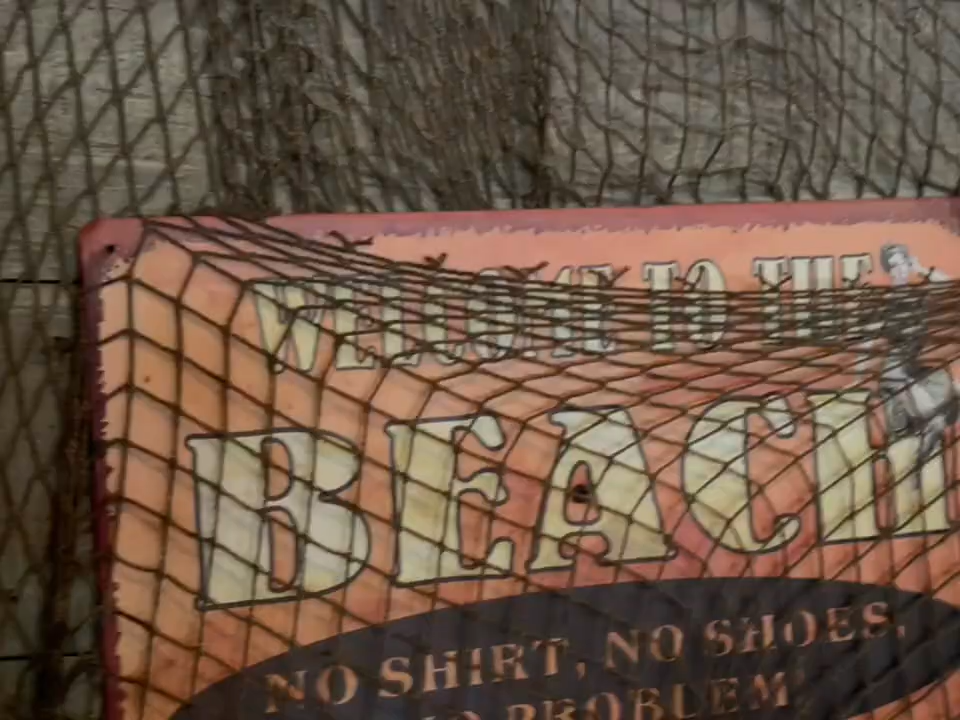 WELCOME TO THE
BEACH
NO SHIRT, NO SHOES,
NO PROBLEM!